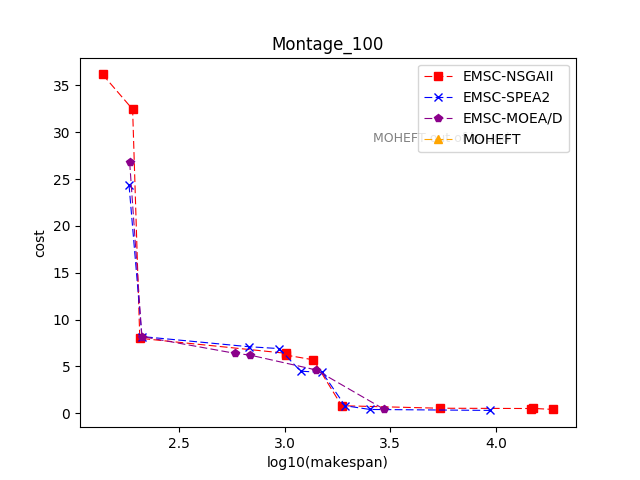 Montage_100
EMSC-NSGAII
EMSC-SPEA2
EMSC-MOEA/D
MOHEFT
MOHEFT
35
30
25
20
15
10
5
0
cost
2.5 3.0 3.5 4.0
log10(makespan)